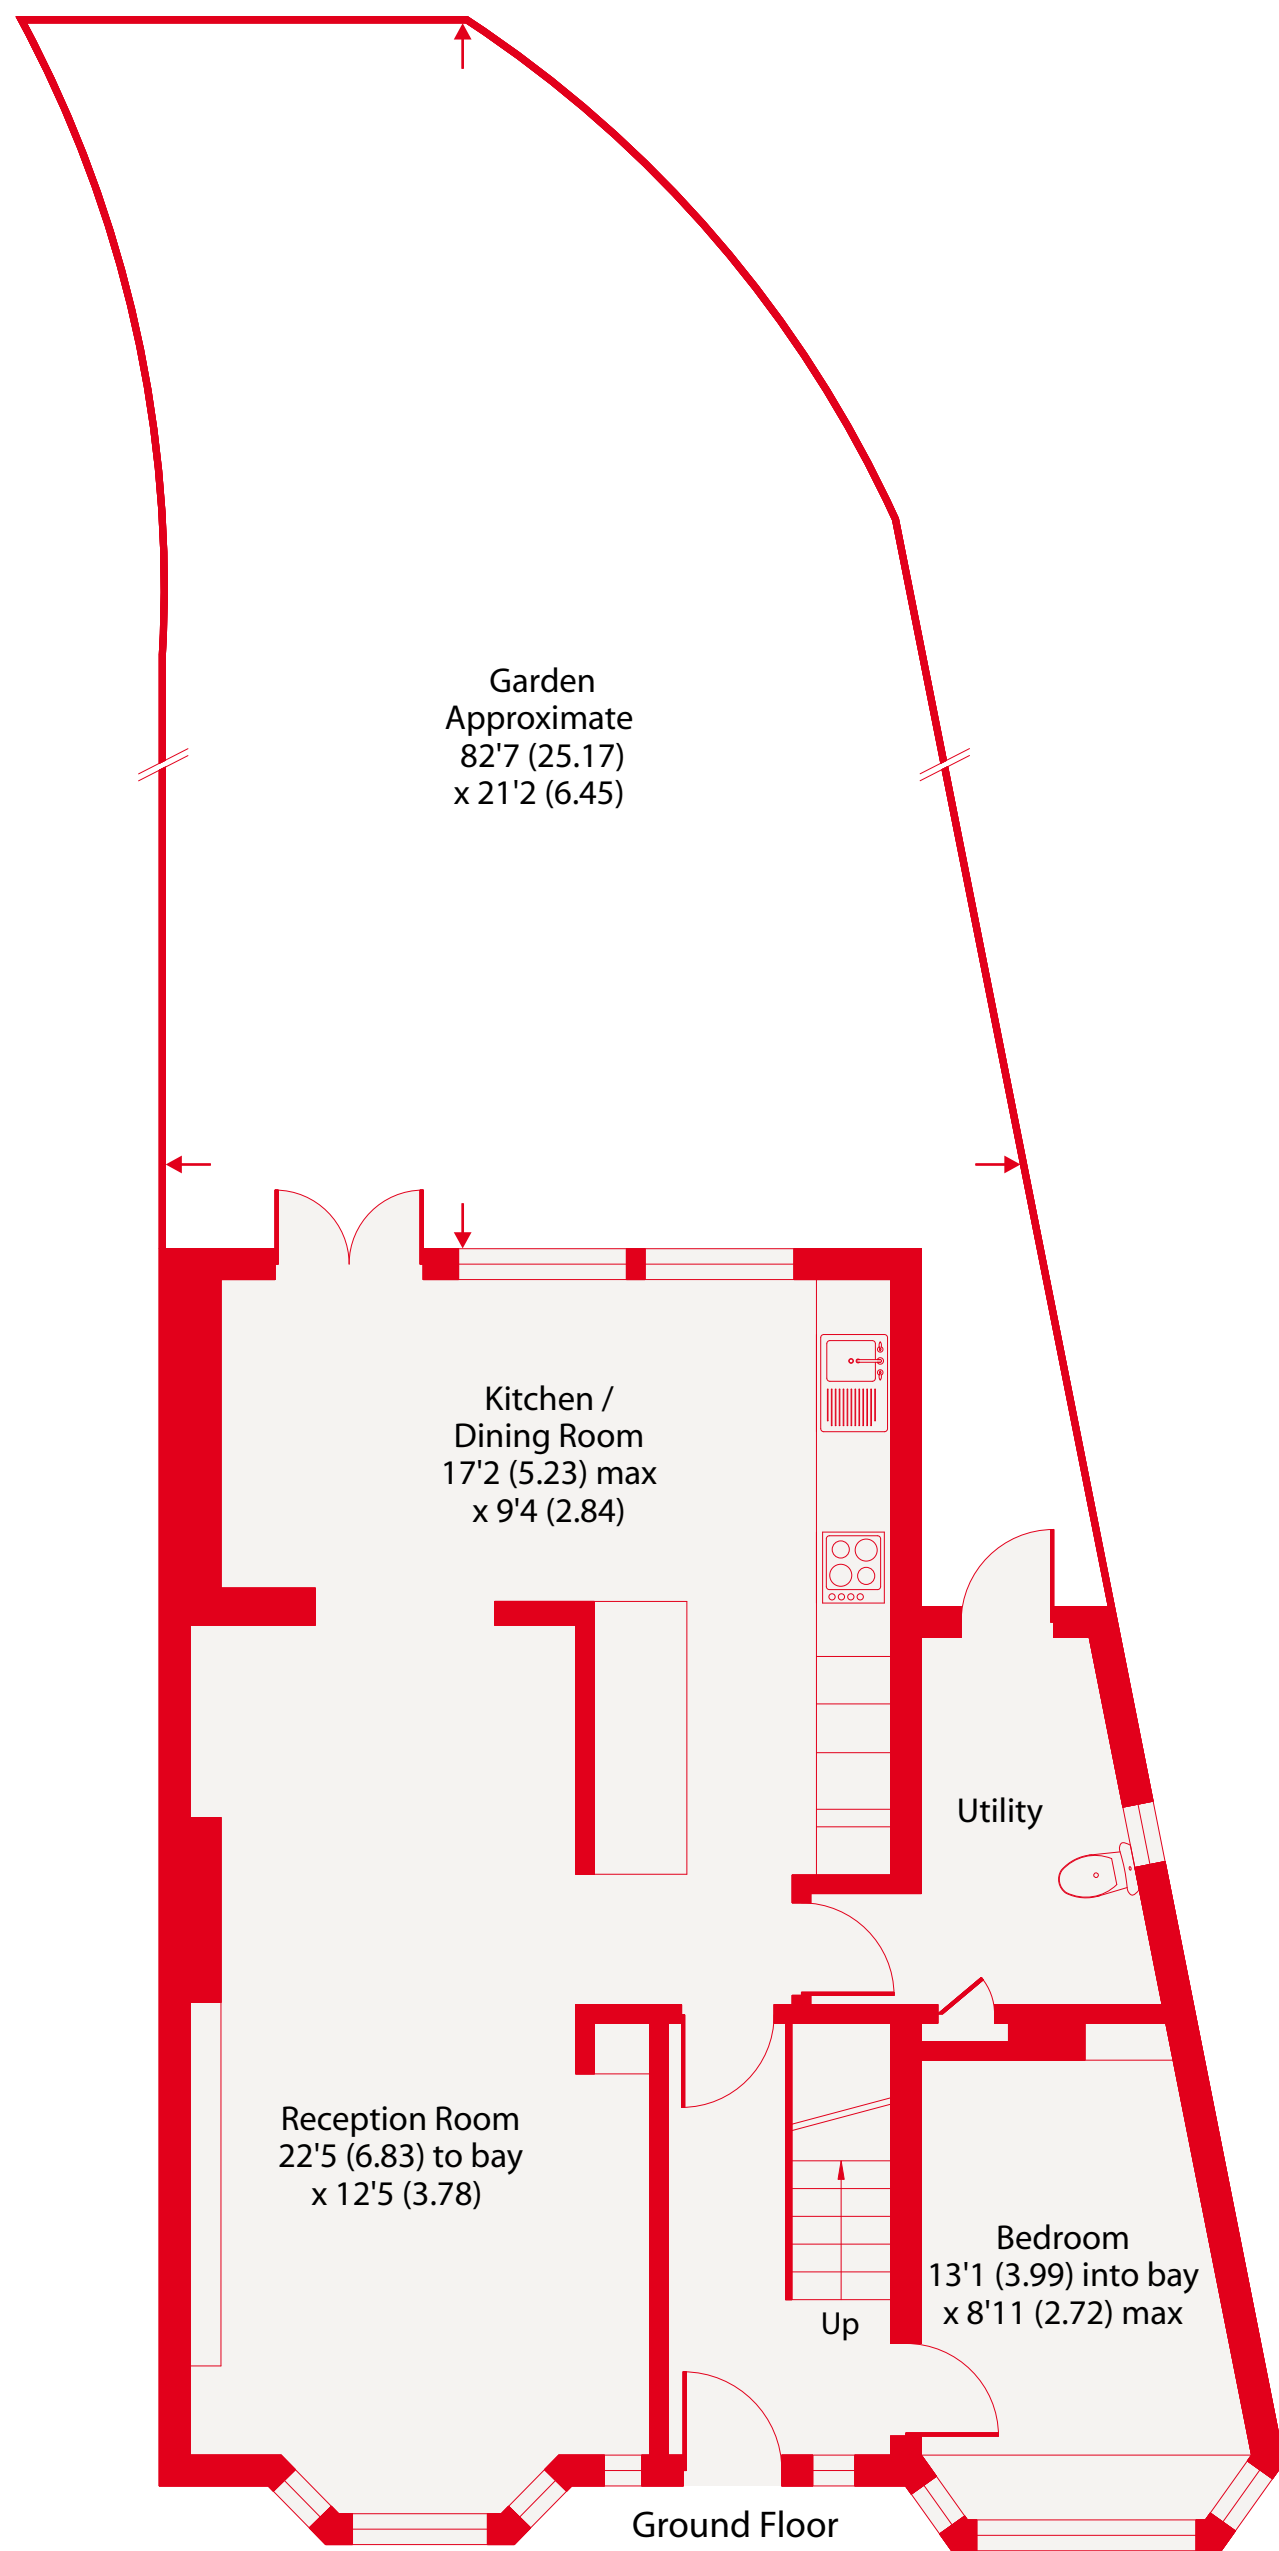 Garden
Approximate
82'7 (25.17)
x 21'2 (6.45)
Kitchen /
Dining Room
17'2 (5.23) max
x 9'4 (2.84)
Utility
Reception Room
22'5 (6.83) to bay
x 12'5 (3.78)
Bedroom
13'1 (3.99) into bay
x 8'11 (2.72) max
Up
Ground Floor